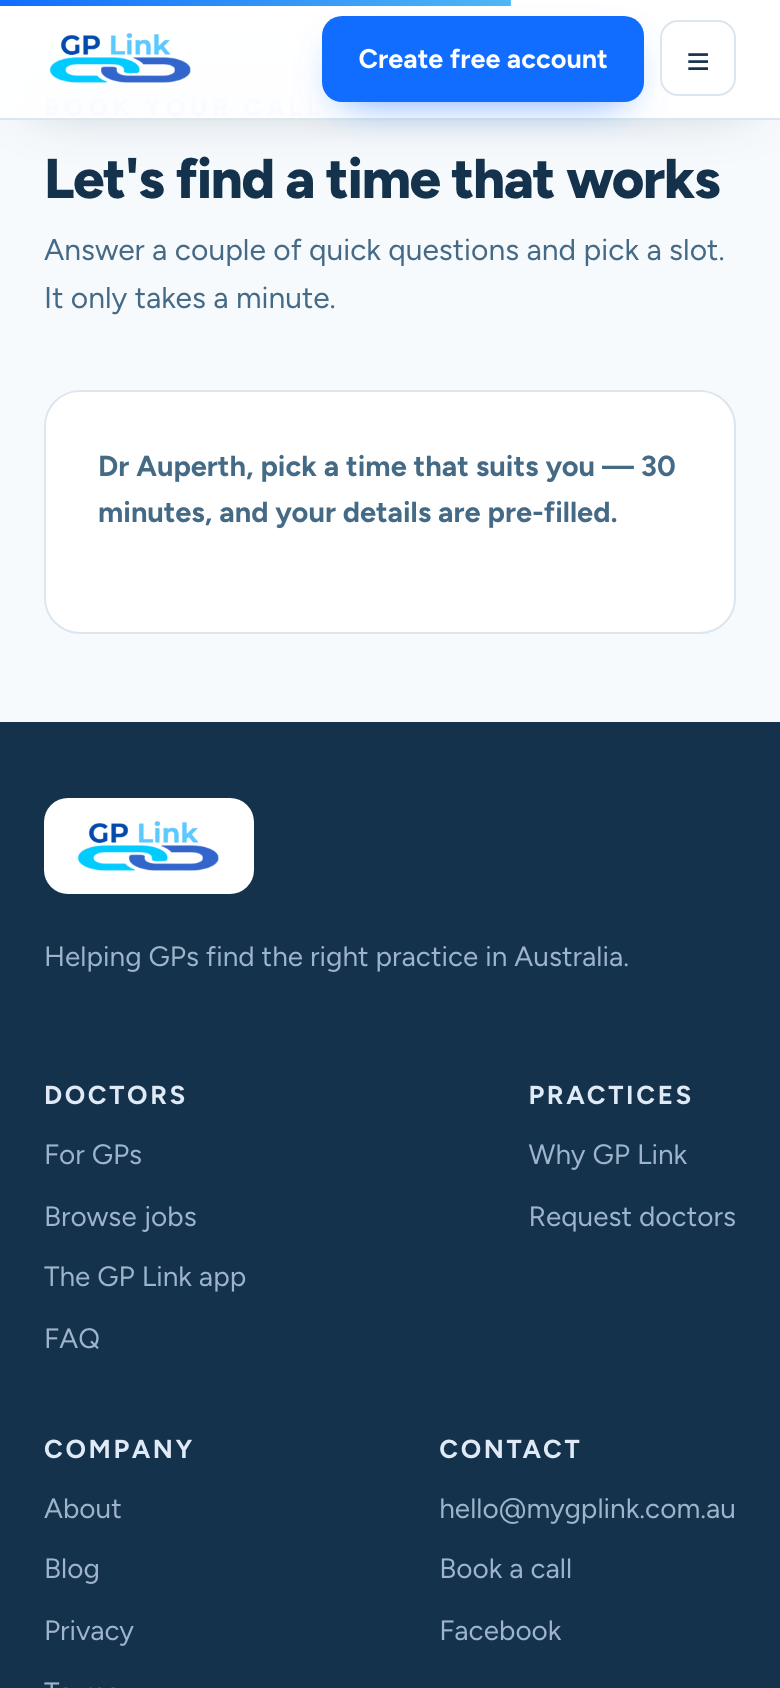 GP Link
Create free account
BOOK YOUR CALL
Let's find a time that works
Answer a couple of quick questions and pick a slot.
It only takes a minute.
Dr Auperth, pick a time that suits you — 30
minutes, and your details are pre-filled.
GP Link
Helping GPs find the right practice in Australia.
DOCTORS
For GPs
Browse jobs
The GP Link app
FAQ
PRACTICES
Why GP Link
Request doctors
COMPANY
About
Blog
Privacy
CONTACT
hello@mygplink.com.au
Book a call
Facebook